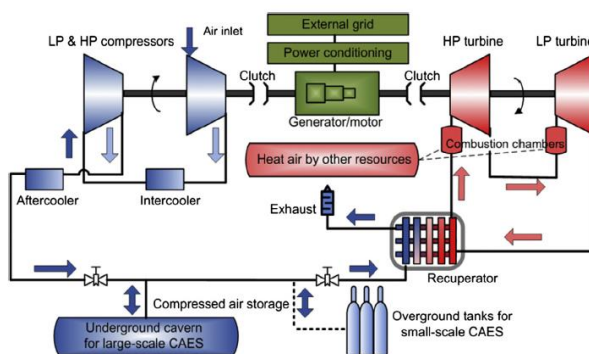 External grid
Air inlet
LP & HP compressors
HP turbine
LP turbine
Power conditioning
Clutch
Clutch
Generator/motor
Combustion chambers
Heat air by other resources
Aftercooler
Intercooler
Exhaust
Recuperator
Compressed air storage
Underground cavern
for large-scale CAES
Overground tanks for
small-scale CAES